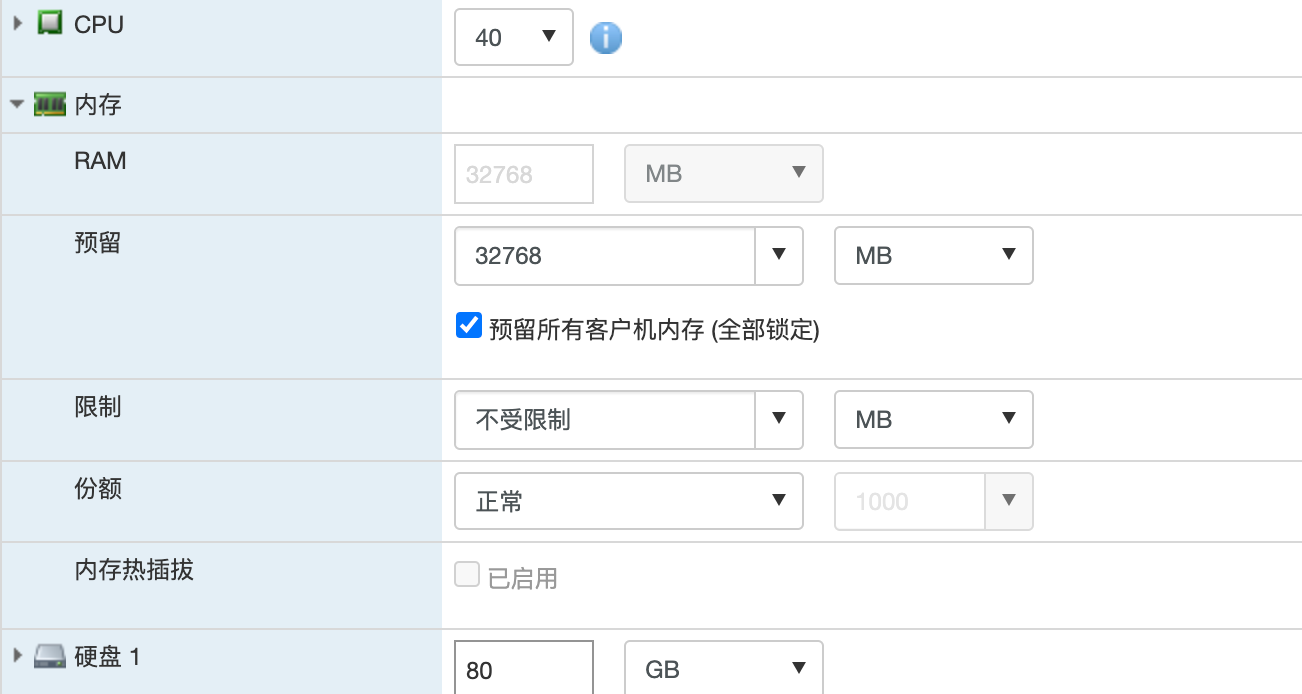 CPU
40
内存
RAM
32768
MB
预留
32768
MB
预留所有客户机内存 (全部锁定)
限制
不受限制
MB
份额
正常
1000
内存热插拔
已启用
硬盘 1
80
GB